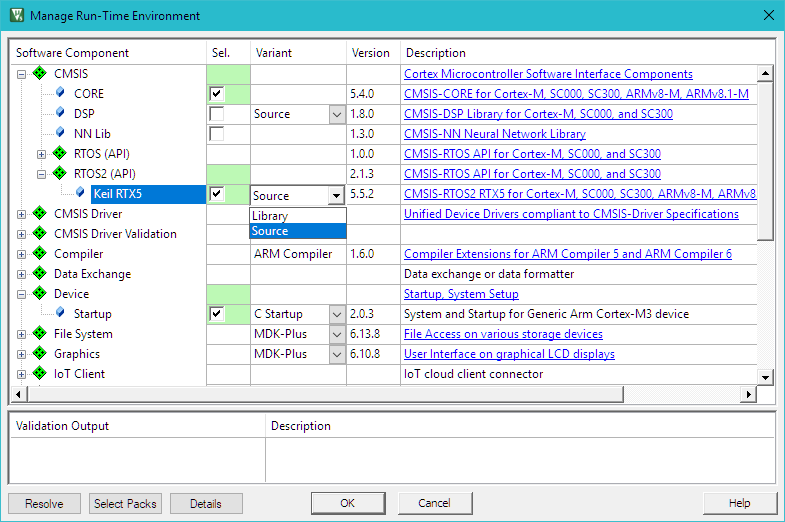 Manage Run-Time Environment
Software Component Sel. Variant Version Description
CMSIS Cortex Microcontroller Software Interface Components
CORE 5.4.0 CMSIS-CORE for Cortex-M, SC000, SC300, ARMv8-M, ARMv8.1-M
DSP Source 1.8.0 CMSIS-DSP Library for Cortex-M, SC000, and SC300
NN Lib 1.3.0 CMSIS-NN Neural Network Library
RTOS (API) 1.0.0 CMSIS-RTOS API for Cortex-M, SC000, and SC300
RTOS2 (API) 2.1.3 CMSIS-RTOS API for Cortex-M, SC000, and SC300
Keil RTX5 Source 5.5.2 CMSIS-RTOS2 RTX5 for Cortex-M, SC000, SC300, ARMv8-M, ARMv8
CMSIS Driver Library Unified Device Drivers compliant to CMSIS-Driver Specifications
CMSIS Driver Validation Source
Compiler ARM Compiler 1.6.0 Compiler Extensions for ARM Compiler 5 and ARM Compiler 6
Data Exchange Data exchange or data formatter
Device Startup, System Setup
Startup C Startup 2.0.3 System and Startup for Generic Arm Cortex-M3 device
File System MDK-Plus 6.13.8 File Access on various storage devices
Graphics MDK-Plus 6.10.8 User Interface on graphical LCD displays
IoT Client IoT cloud client connector
Validation Output Description
Resolve Select Packs Details OK Cancel Help